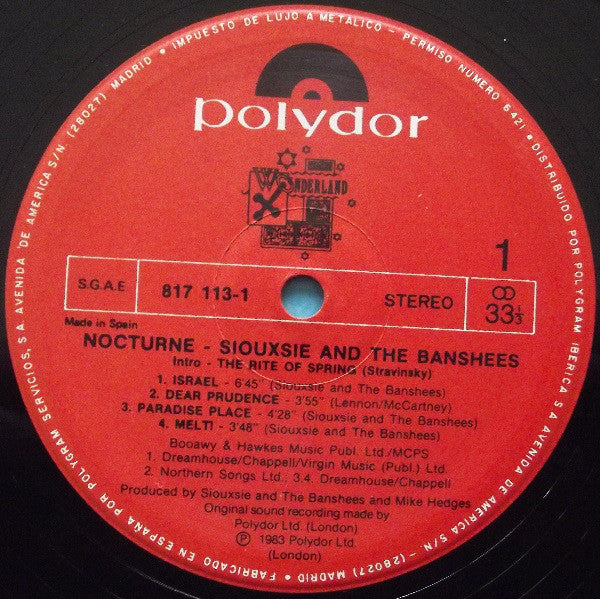 IMPUESTO DE LUJO A METALICO - PERMISO NUMERO 6421 - DISTRIBUIDO POR POLYGRAM IBERICA S A AVENIDA DE AMERICA S/N - (28027) MADRID • FABRICADO EN ESPAÑA POR POLYGRAM SERVICIOS, S.A. AVENIDA DE AMERICA S/N. (28027) MADRID •
polydor
WONDERLAND
1
S.G.A.E
817 113-1
STEREO
33 1/3
Made in Spain
NOCTURNE - SIOUXSIE AND THE BANSHEES
Intro - THE RITE OF SPRING (Stravinsky)
1. ISRAEL - 6'45" (Siouxsie and The Banshees)
2. DEAR PRUDENCE - 3'55" (Lennon/McCartney)
3. PARADISE PLACE - 4'28" (Siouxsie and The Banshees)
4. MELT! - 3'48" (Siouxsie and The Banshees)
Booawy & Hawkes Music Publ. Ltd./MCPS
1. Dreamhouse/Chappell/Virgin Music (Publ.) Ltd.
2. Northern Songs Ltd.; 3.4. Dreamhouse/Chappell
Produced by Siouxsie and The Banshees and Mike Hedges
Original sound recording made by
Polydor Ltd. (London)
℗ 1983 Polydor Ltd.
(London)